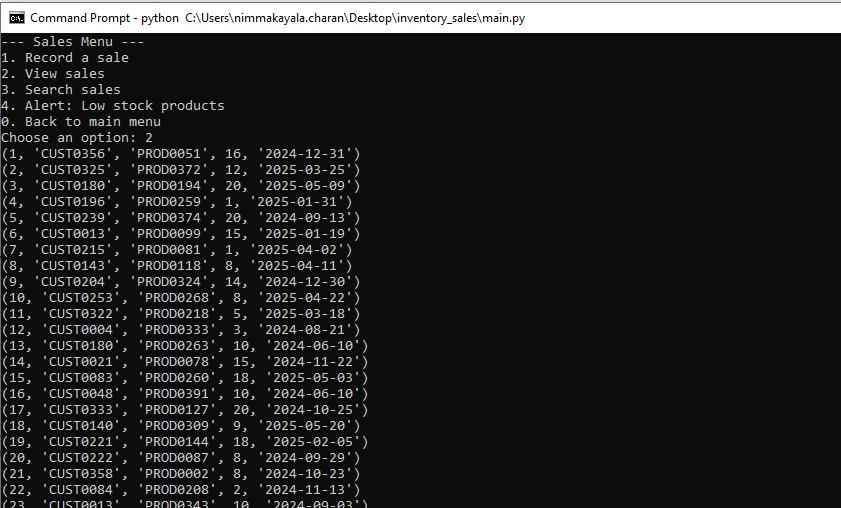 Command Prompt - python C:\Users\nimmakayala.charan\Desktop\inventory_sales\main.py
--- Sales Menu ---
1. Record a sale
2. View sales
3. Search sales
4. Alert: Low stock products
0. Back to main menu
Choose an option: 2
(1, 'CUST0356', 'PROD0051', 16, '2024-12-31')
(2, 'CUST0325', 'PROD0372', 12, '2025-03-25')
(3, 'CUST0180', 'PROD0194', 20, '2025-05-09')
(4, 'CUST0196', 'PROD0259', 1, '2025-01-31')
(5, 'CUST0239', 'PROD0374', 20, '2024-09-13')
(6, 'CUST0013', 'PROD0099', 15, '2025-01-19')
(7, 'CUST0215', 'PROD0081', 1, '2025-04-02')
(8, 'CUST0143', 'PROD0118', 8, '2025-04-11')
(9, 'CUST0204', 'PROD0324', 14, '2024-12-30')
(10, 'CUST0253', 'PROD0268', 8, '2025-04-22')
(11, 'CUST0322', 'PROD0218', 5, '2025-03-18')
(12, 'CUST0004', 'PROD0333', 3, '2024-08-21')
(13, 'CUST0180', 'PROD0263', 10, '2024-06-10')
(14, 'CUST0021', 'PROD0078', 15, '2024-11-22')
(15, 'CUST0083', 'PROD0260', 18, '2025-05-03')
(16, 'CUST0048', 'PROD0391', 10, '2024-06-10')
(17, 'CUST0333', 'PROD0127', 20, '2024-10-25')
(18, 'CUST0140', 'PROD0309', 9, '2025-05-20')
(19, 'CUST0221', 'PROD0144', 18, '2025-02-05')
(20, 'CUST0222', 'PROD0087', 8, '2024-09-29')
(21, 'CUST0358', 'PROD0002', 8, '2024-10-23')
(22, 'CUST0084', 'PROD0208', 2, '2024-11-13')
(23, 'CUST0013', 'PROD0343', 10, '2024-09-03')